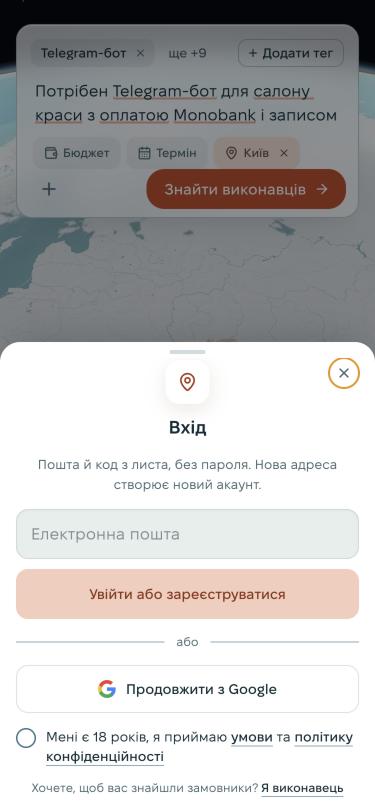 Telegram-бот × ще +9 + Додати тег
Потрібен Telegram-бот для салону
краси з оплатою Monobank і записом
Бюджет Термін Київ ×
Знайти виконавців →
Вхід
Пошта й код з листа, без пароля. Нова адреса
створює новий акаунт.
Електронна пошта
Увійти або зареєструватися
або
Продовжити з Google
Мені є 18 років, я приймаю умови та політику
конфіденційності
Хочете, щоб вас знайшли замовники? Я виконавець